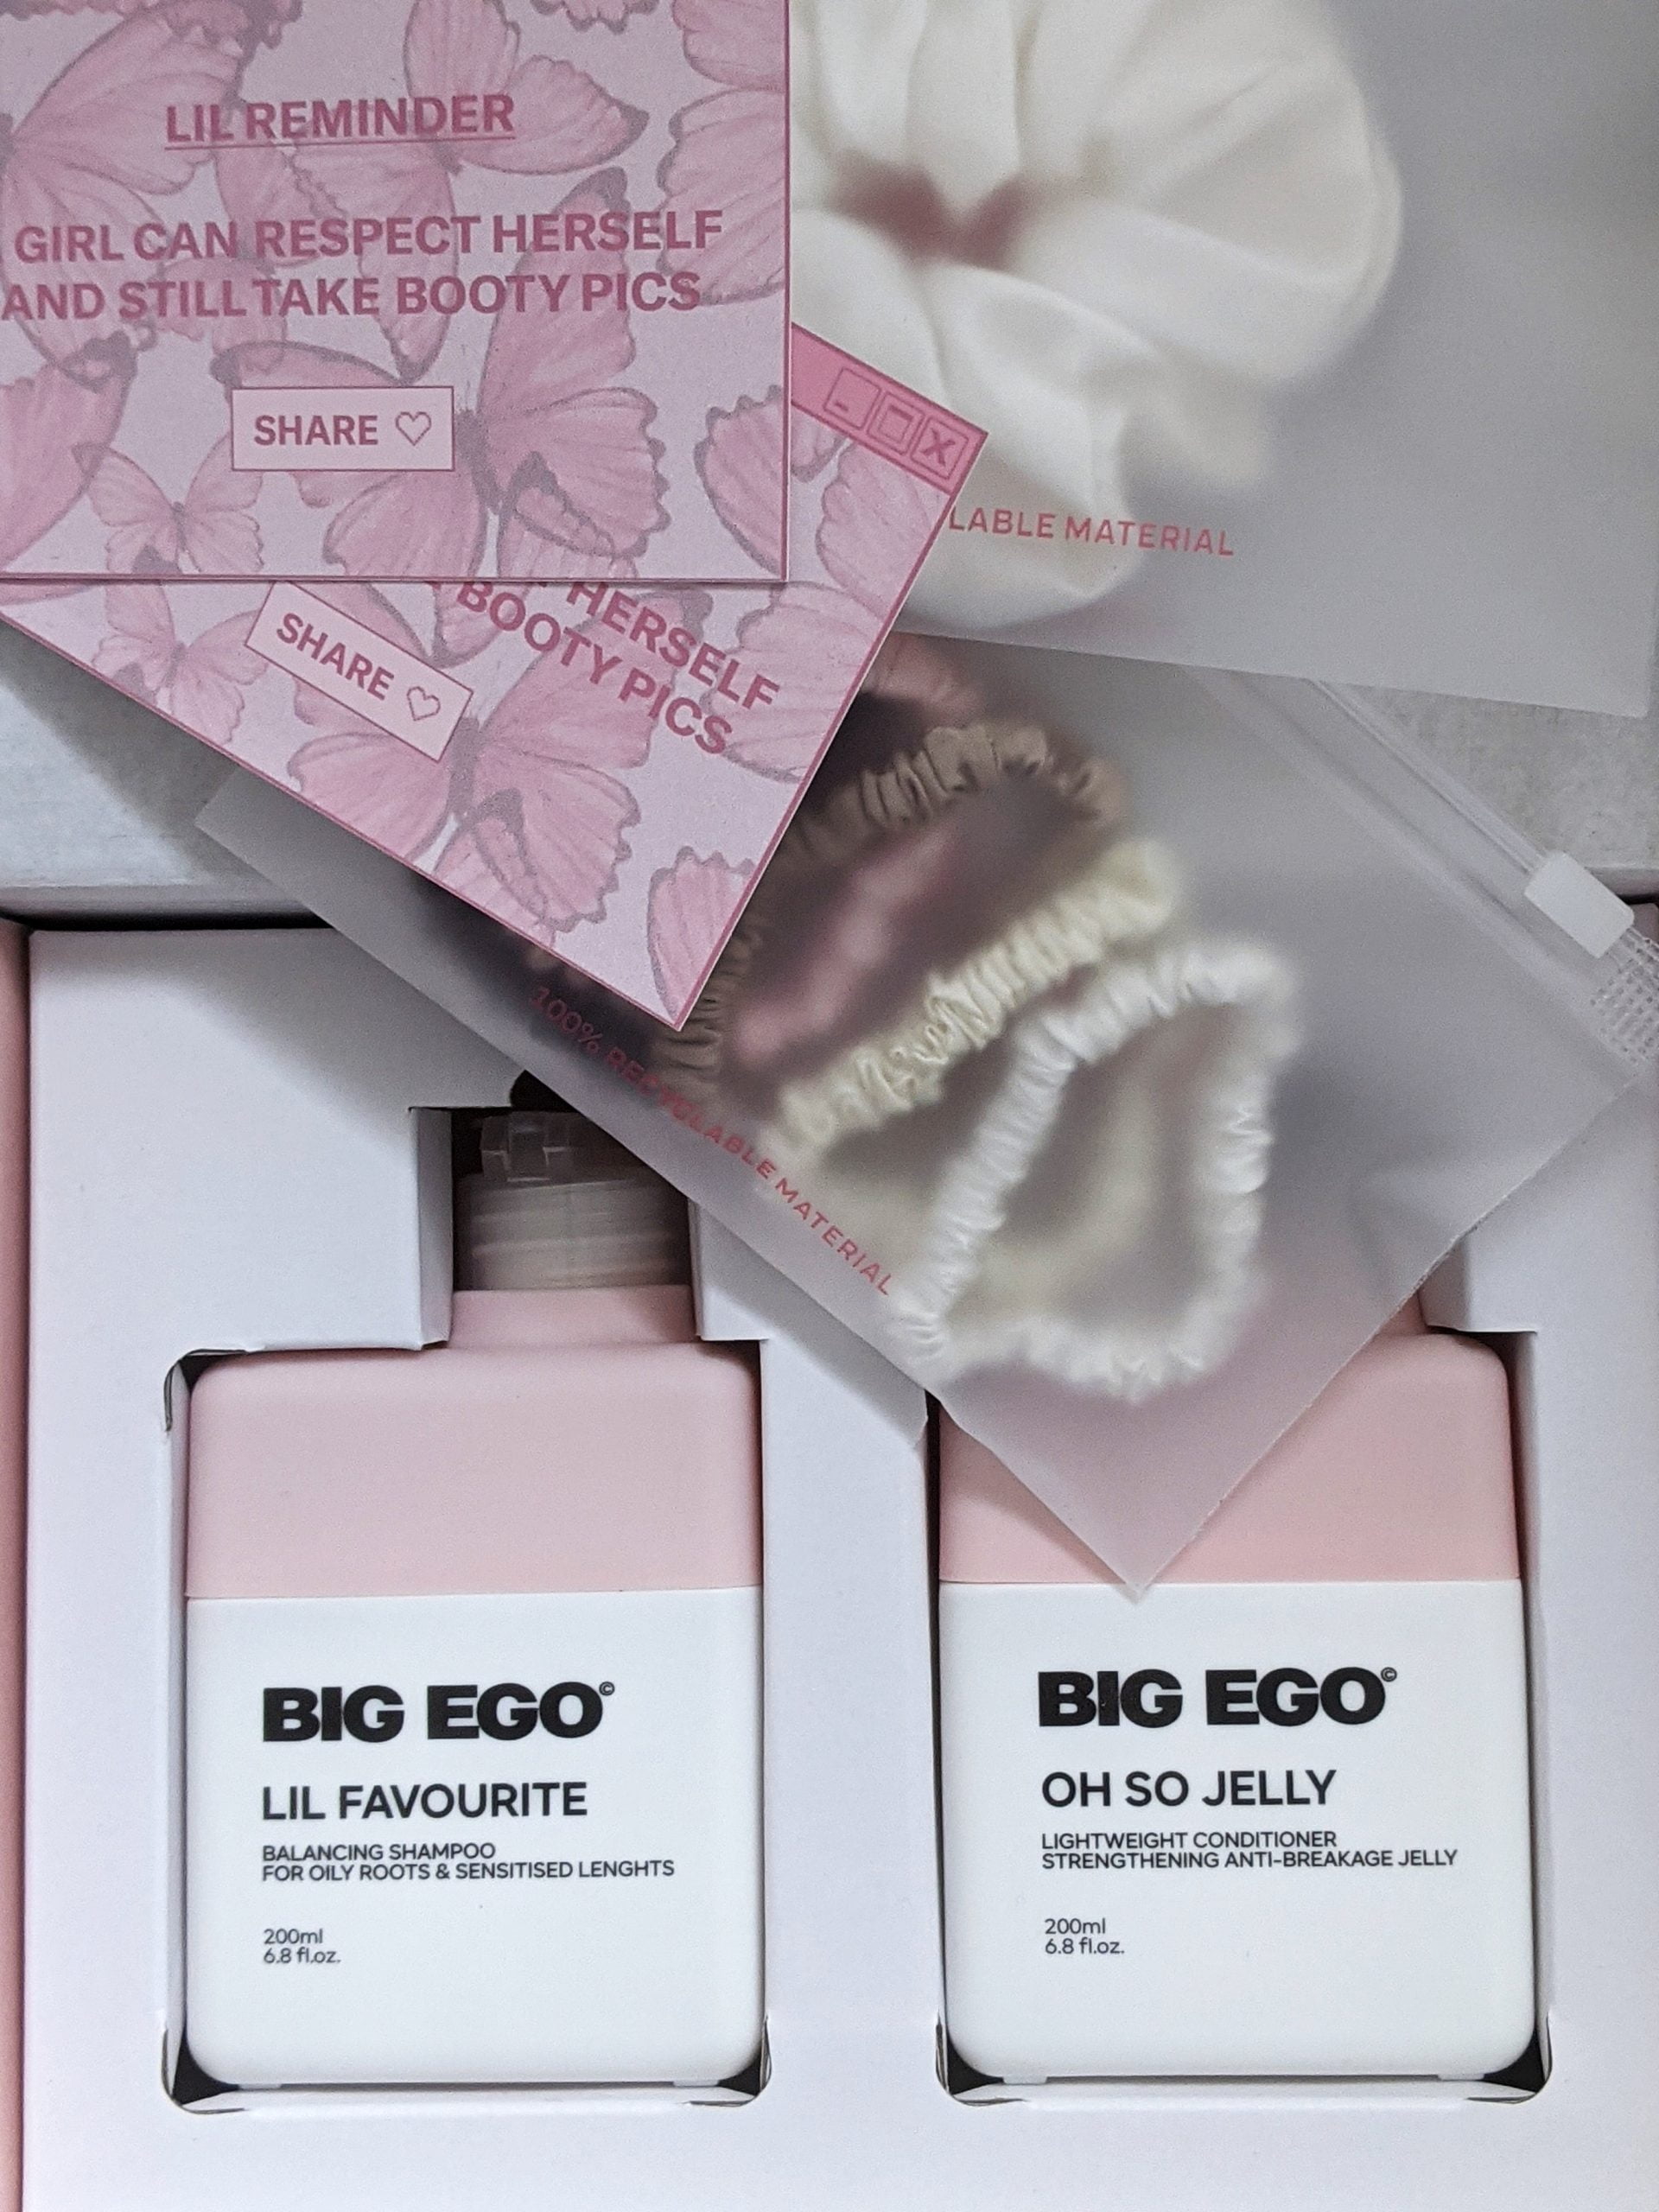 LIL REMINDER
GIRL CAN RESPECT HERSELF
AND STILL TAKE BOOTY PICS
SHARE
X
LABLE MATERIAL
HERSELF
BOOTY PICS
SHARE
100% RECYCLABLE MATERIAL
BIG EGO©
LIL FAVOURITE
BALANCING SHAMPOO
FOR OILY ROOTS & SENSITISED LENGHTS
200ml
6.8 fl.oz.
BIG EGO©
OH SO JELLY
LIGHTWEIGHT CONDITIONER
STRENGTHENING ANTI-BREAKAGE JELLY
200ml
6.8 fl.oz.